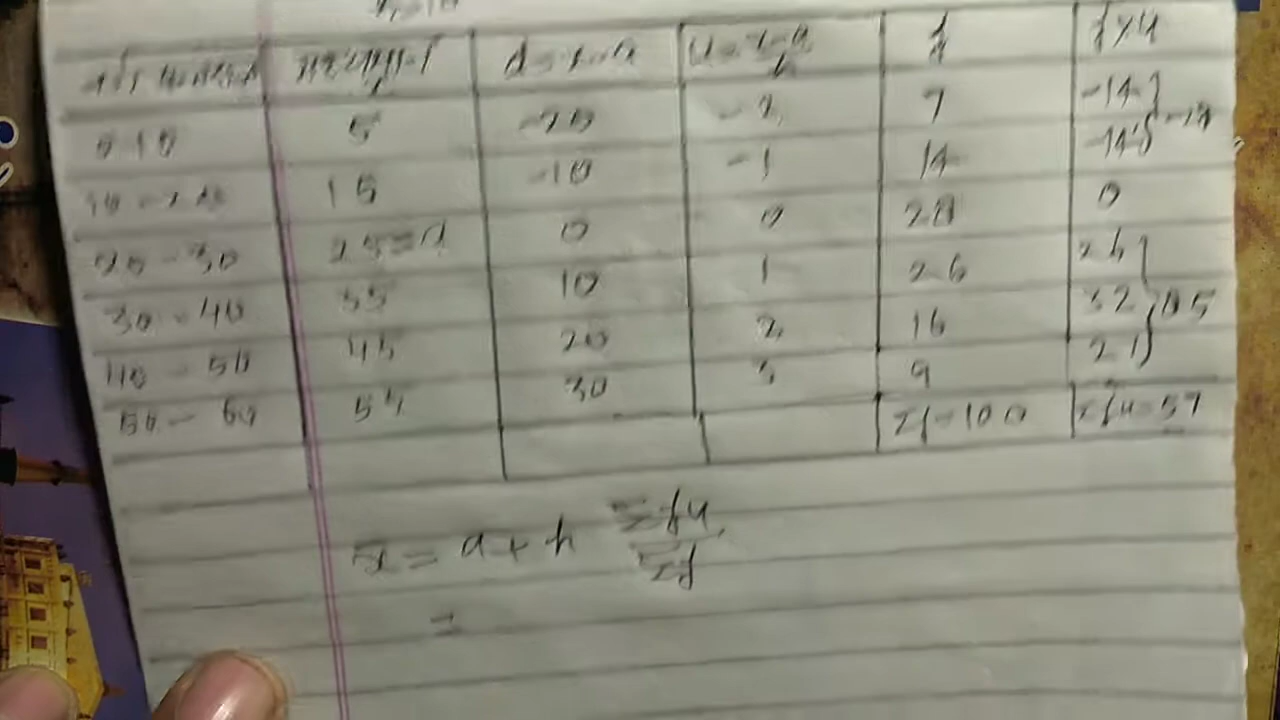 h=10
वर्ग अन्तराल मध्यमान x d=x-a u=x-a/h f f×u
0-10 5 -20 -2 7 -14
10-20 15 -10 -1 14 -14 } -28
20-30 25=a 0 0 28 0
30-40 35 10 1 26 26
40-50 45 20 2 16 32 } 85
50-60 55 30 3 9 27
Σf=100 Σfu=57
x̄ = a + h Σfu/Σf
=